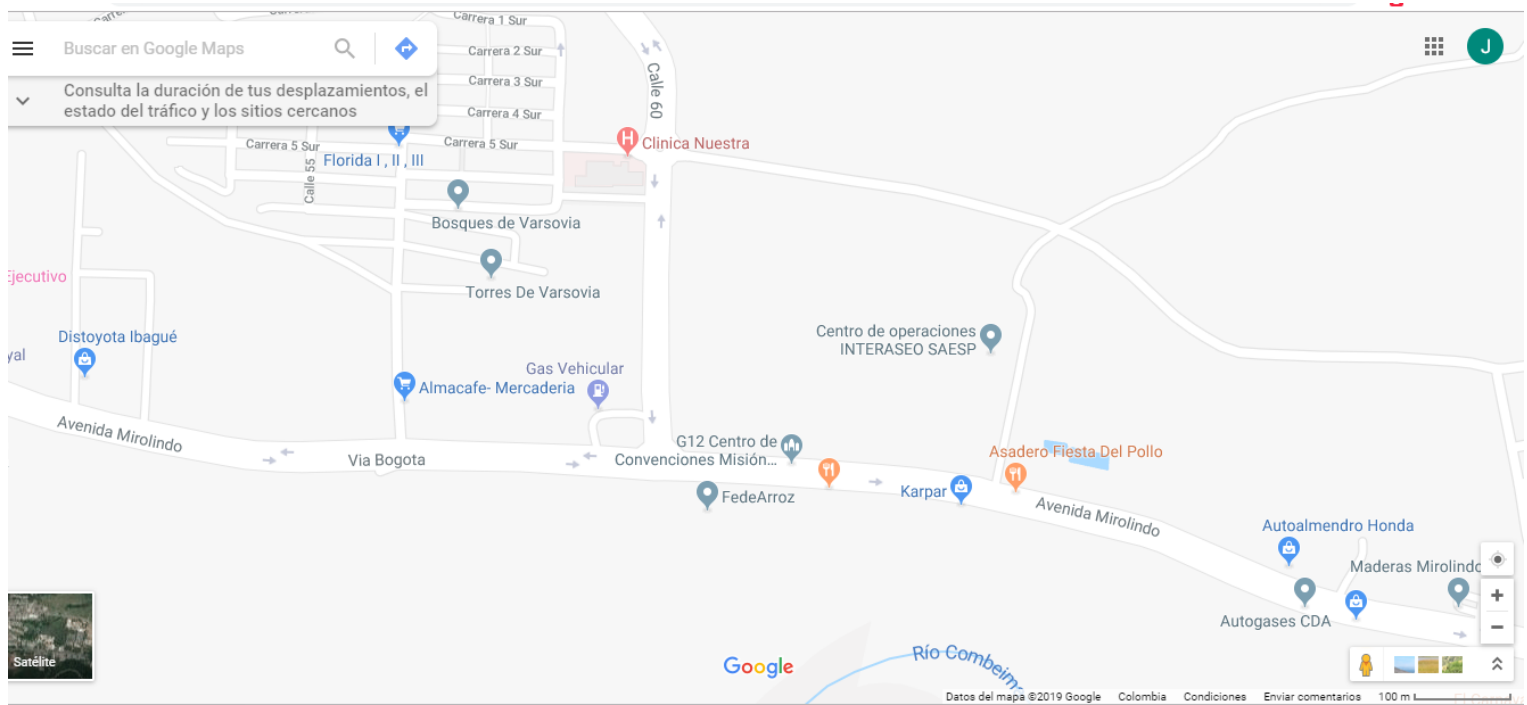 Carrera 1 Sur
Buscar en Google Maps
Carrera 2 Sur
J
Consulta la duración de tus desplazamientos, el
estado del tráfico y los sitios cercanos
Carrera 3 Sur
Calle 60
Carrera 4 Sur
Carrera 5 Sur
Carrera 5 Sur
H
Clinica Nuestra
Florida I , II , III
Calle 55
Bosques de Varsovia
Ejecutivo
Torres De Varsovia
Distoyota Ibagué
Centro de operaciones
INTERASEO SAESP
yal
Gas Vehicular
Almacafe- Mercaderia
Avenida Mirolindo
Via Bogota
G12 Centro de
Convenciones Misión...
Asadero Fiesta Del Pollo
FedeArroz
Karpar
Avenida Mirolindo
Autoalmendro Honda
Maderas Mirolindo
Autogases CDA
Satélite
Google
Río Combeima
Datos del mapa ©2019 Google Colombia Condiciones Enviar comentarios 100 m